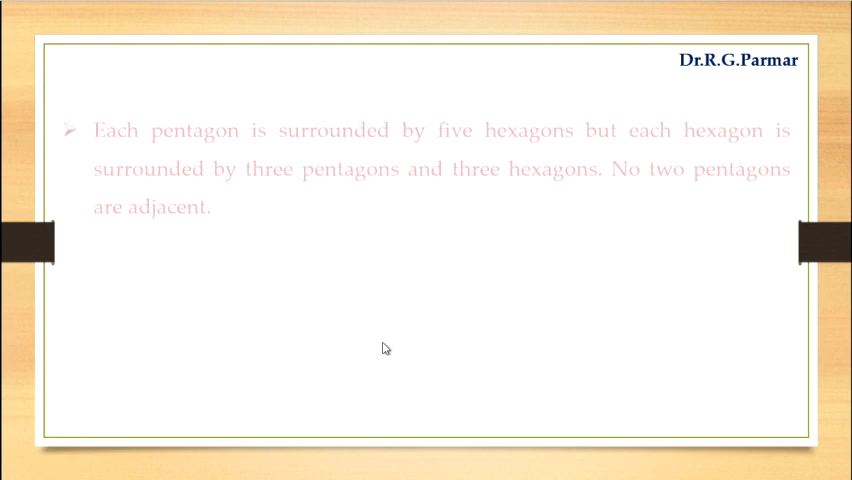 Dr.R.G.Parmar
Each pentagon is surrounded by five hexagons but each hexagon is
surrounded by three pentagons and three hexagons. No two pentagons
are adjacent.